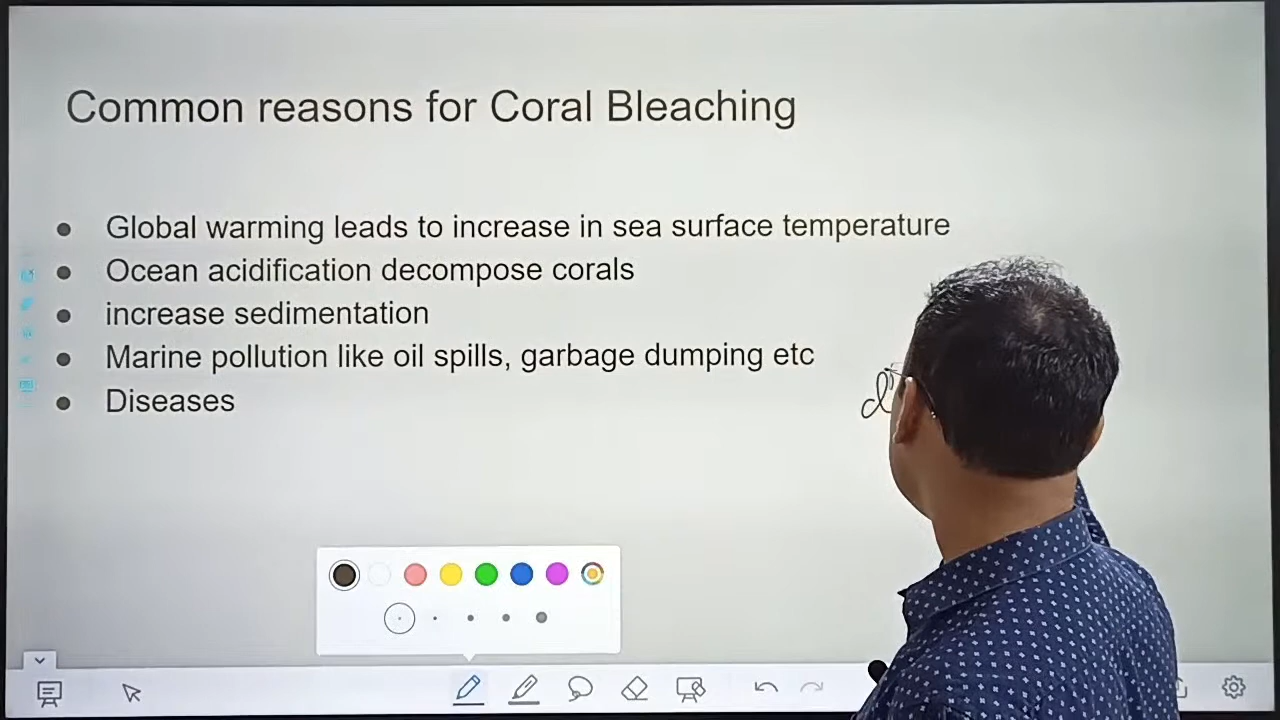 Common reasons for Coral Bleaching
Global warming leads to increase in sea surface temperature
Ocean acidification decompose corals
increase sedimentation
Marine pollution like oil spills, garbage dumping etc
Diseases